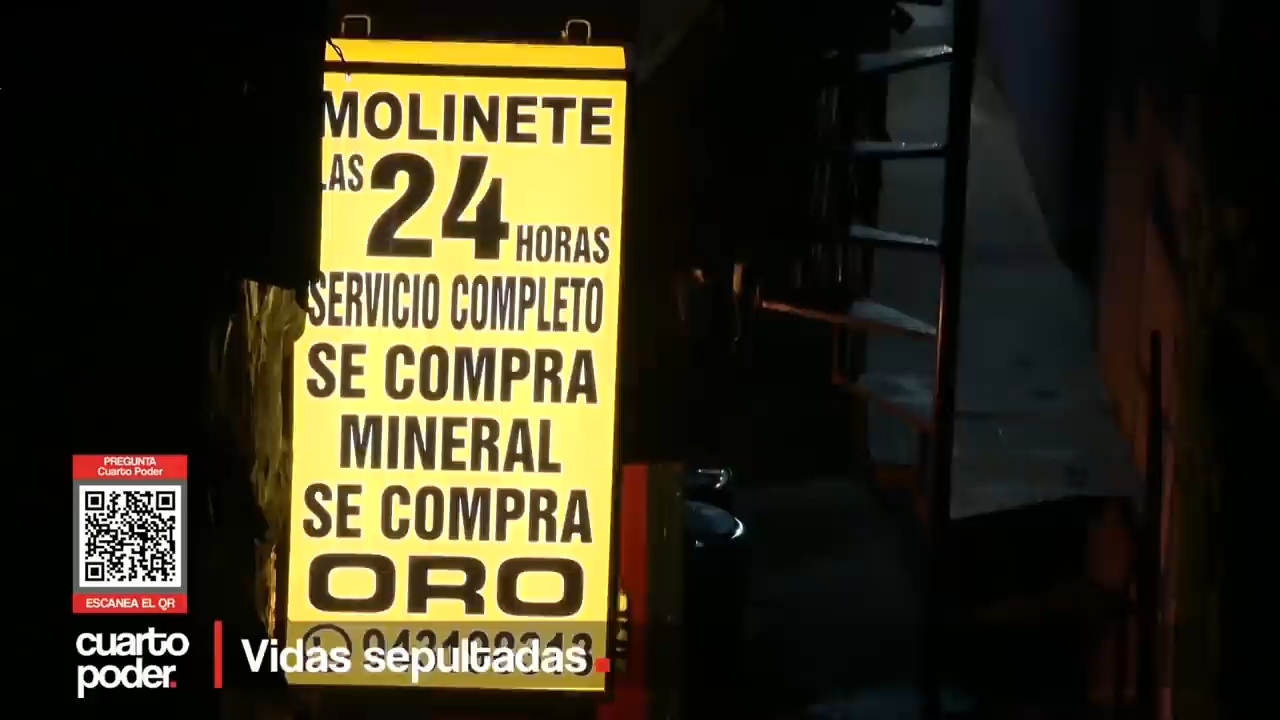 MOLINETE
LAS 24 HORAS
SERVICIO COMPLETO
SE COMPRA
MINERAL
SE COMPRA
ORO
PREGUNTA
Cuarto Poder
ESCANEA EL QR
cuarto
poder.
Vidas sepultadas.